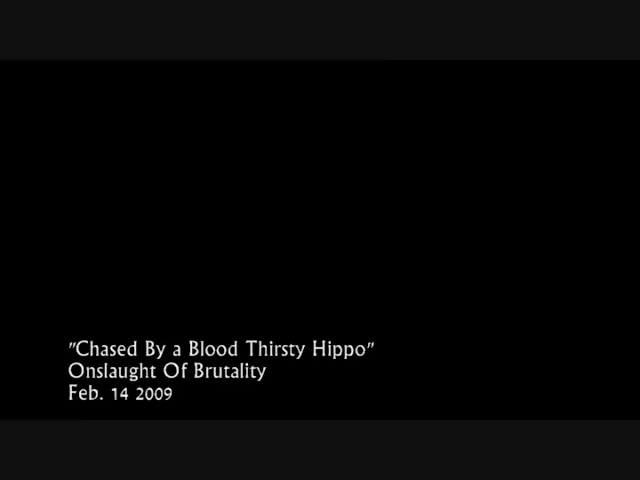 "Chased By a Blood Thirsty Hippo"
Onslaught Of Brutality
Feb. 14 2009